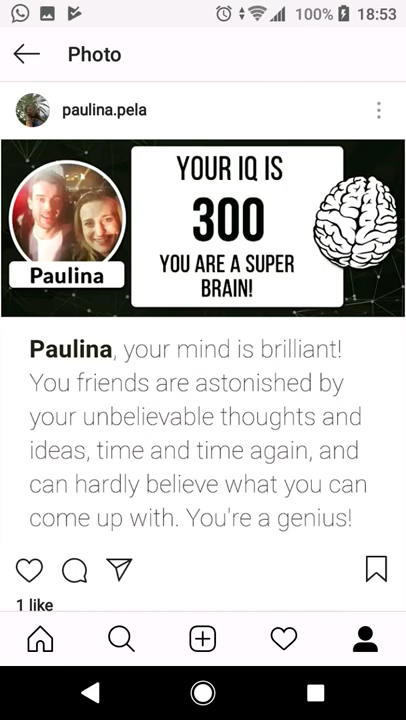 100% 18:53
Photo
paulina.pela
YOUR IQ IS
300
YOU ARE A SUPER
BRAIN!
Paulina
Paulina, your mind is brilliant!
You friends are astonished by
your unbelievable thoughts and
ideas, time and time again, and
can hardly believe what you can
come up with. You're a genius!
1 like